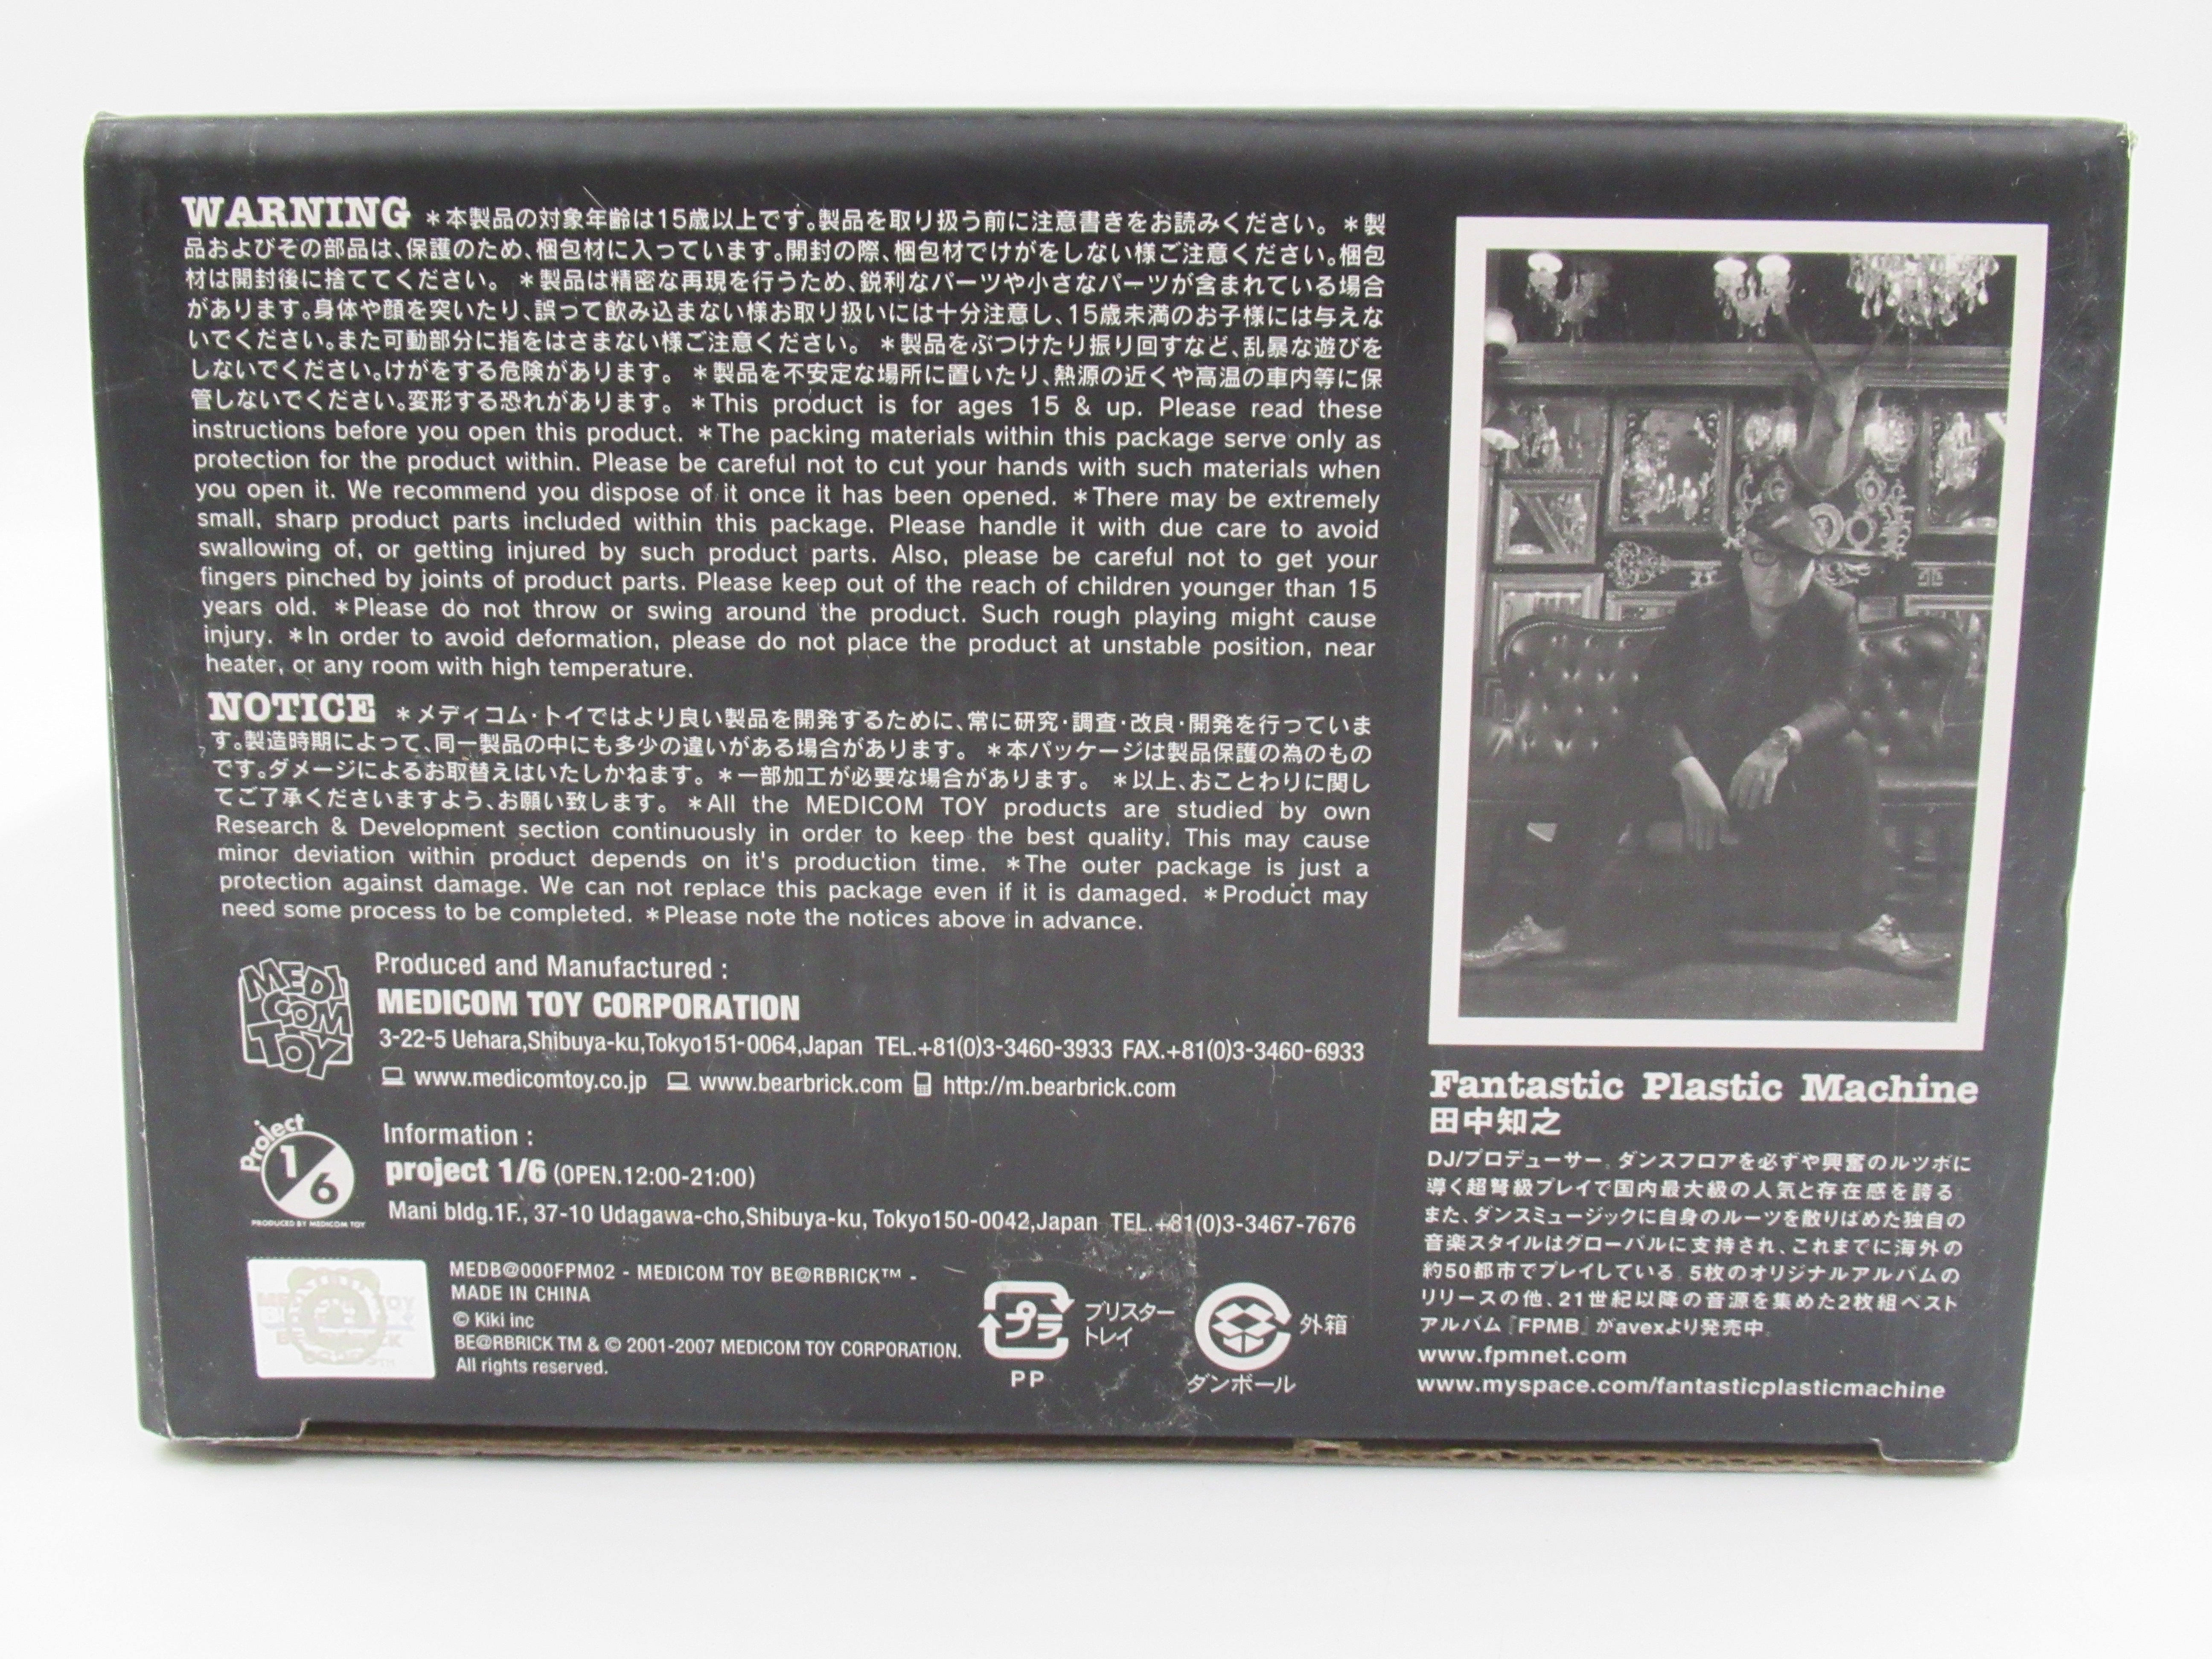 WARNING *本製品の対象年齢は15歳以上です。製品を取り扱う前に注意書きをお読みください。 *製
品およびその部品は、保護のため、梱包材に入っています。開封の際、梱包材でけがをしない様ご注意ください。梱包
材は開封後に捨ててください。 *製品は精密な再現を行うため、鋭利なパーツや小さなパーツが含まれている場合
があります。身体や顔を突いたり、誤って飲み込まない様お取り扱いには十分注意し、15歳未満のお子様には与えな
いでください。また可動部分に指をはさまない様ご注意ください。 *製品をぶつけたり振り回すなど、乱暴な遊びを
しないでください。けがをする危険があります。 *製品を不安定な場所に置いたり、熱源の近くや高温の車内等に保
管しないでください。変形する恐れがあります。 *This product is for ages 15 & up. Please read these
instructions before you open this product. *The packing materials within this package serve only as
protection for the product within. Please be careful not to cut your hands with such materials when
you open it. We recommend you dispose of it once it has been opened. *There may be extremely
small, sharp product parts included within this package. Please handle it with due care to avoid
swallowing of, or getting injured by such product parts. Also, please be careful not to get your
fingers pinched by joints of product parts. Please keep out of the reach of children younger than 15
years old. *Please do not throw or swing around the product. Such rough playing might cause
injury. *In order to avoid deformation, please do not place the product at unstable position, near
heater, or any room with high temperature.
NOTICE *メディコム・トイではより良い製品を開発するために、常に研究・調査・改良・開発を行っていま
す。製造時期によって、同一製品の中にも多少の違いがある場合があります。 *本パッケージは製品保護の為のもの
です。ダメージによるお取替えはいたしかねます。 *一部加工が必要な場合があります。 *以上、おことわりに関し
てご了承くださいますよう、お願い致します。 *All the MEDICOM TOY products are studied by own
Research & Development section continuously in order to keep the best quality. This may cause
minor deviation within product depends on it's production time. *The outer package is just a
protection against damage. We can not replace this package even if it is damaged. *Product may
need some process to be completed. *Please note the notices above in advance.
MEDI
COM
TOY
Produced and Manufactured :
MEDICOM TOY CORPORATION
3-22-5 Uehara,Shibuya-ku,Tokyo151-0064,Japan TEL.+81(0)3-3460-3933 FAX.+81(0)3-3460-6933
www.medicomtoy.co.jp www.bearbrick.com http://m.bearbrick.com
Project
1/6
PRODUCED BY MEDICOM TOY
Information :
project 1/6 (OPEN.12:00-21:00)
Mani bldg.1F., 37-10 Udagawa-cho,Shibuya-ku, Tokyo150-0042,Japan TEL.+81(0)3-3467-7676
MEDB@000FPM02 - MEDICOM TOY BE@RBRICK™ -
MADE IN CHINA
© Kiki inc
BE@RBRICK TM & © 2001-2007 MEDICOM TOY CORPORATION.
All rights reserved.
プラ
PP
ブリスター
トレイ
外箱
ダンボール
Fantastic Plastic Machine
田中知之
DJ/プロデューサー。ダンスフロアを必ずや興奮のルツボに
導く超弩級プレイで国内最大級の人気と存在感を誇る。
また、ダンスミュージックに自身のルーツを散りばめた独自の
音楽スタイルはグローバルに支持され、これまでに海外の
約50都市でプレイしている。5枚のオリジナルアルバムの
リリースの他、21世紀以降の音源を集めた2枚組ベスト
アルバム『FPMB』がavexより発売中。
www.fpmnet.com
www.myspace.com/fantasticplasticmachine